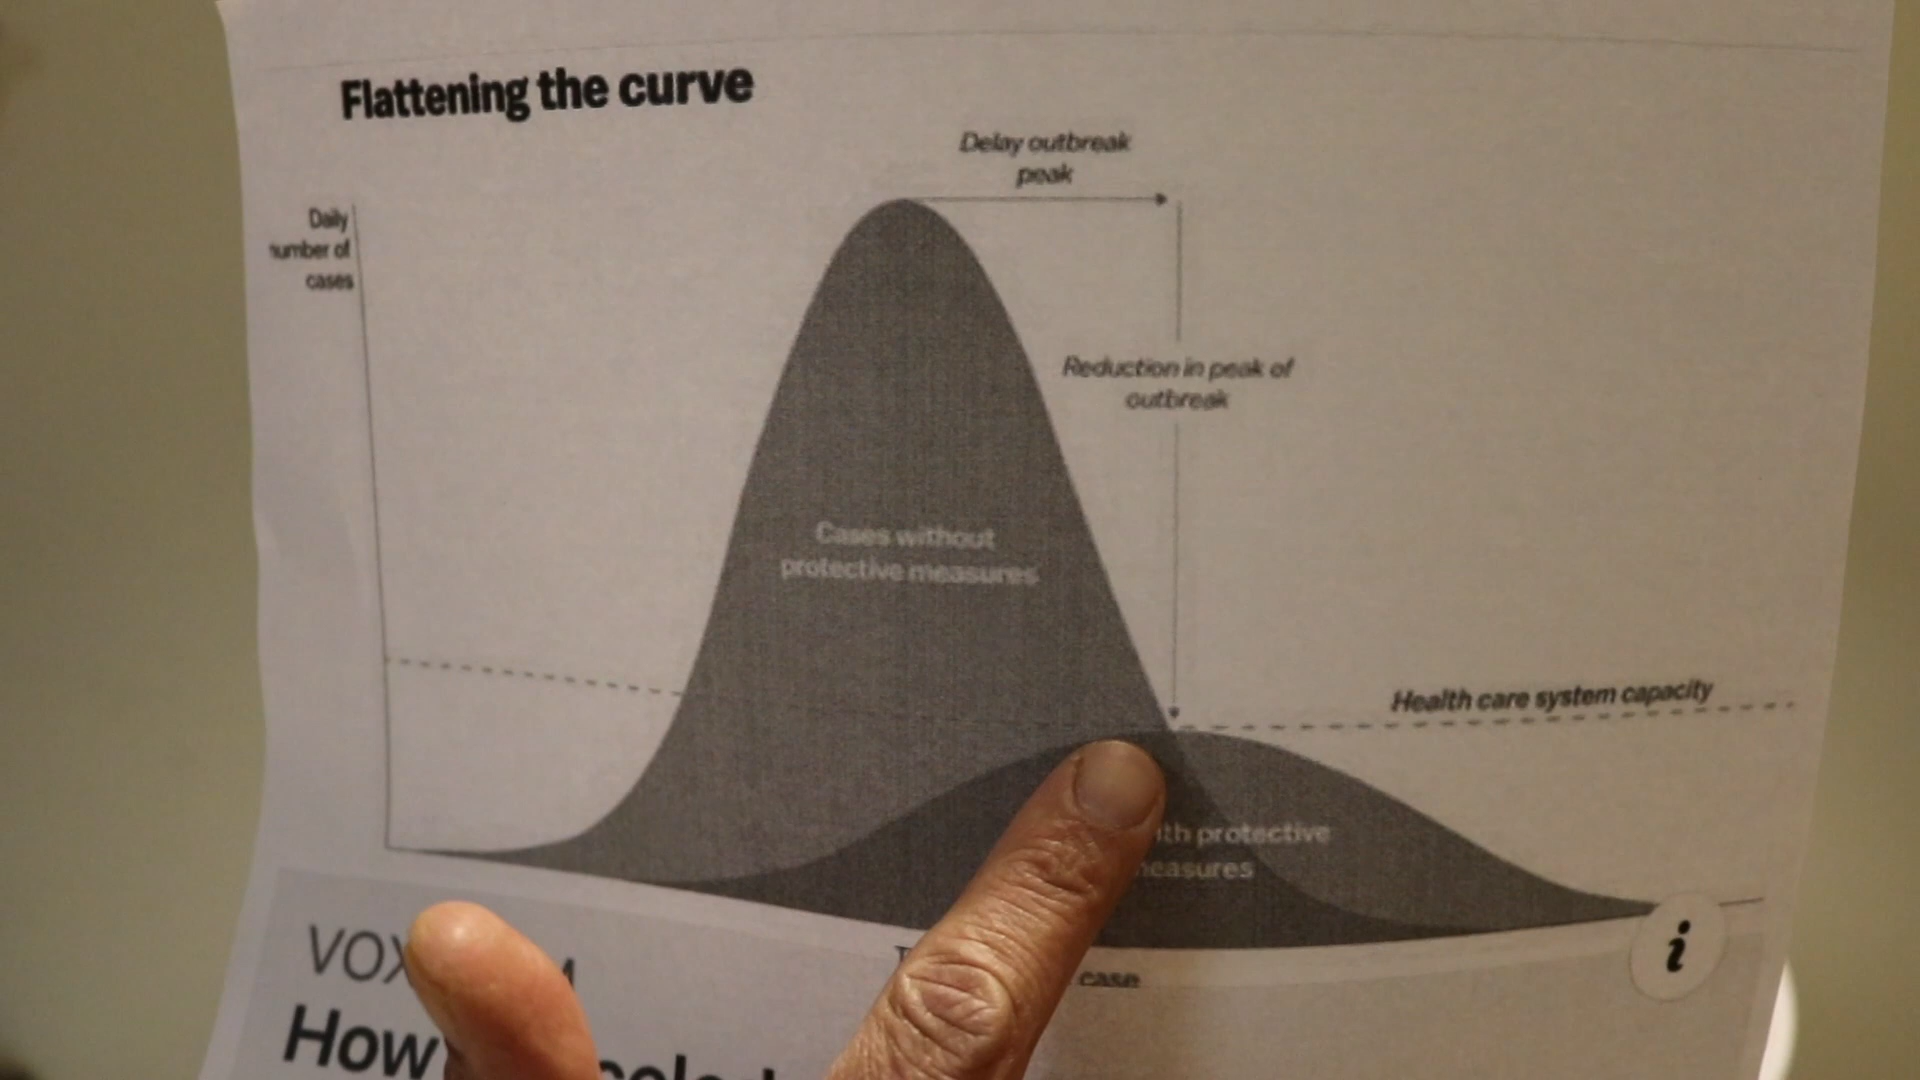 Flattening the curve
Delay outbreak
peak
Daily
number of
cases
Reduction in peak of
outbreak
Cases without
protective measures
Health care system capacity
protective
measures
case
i
VOX
How